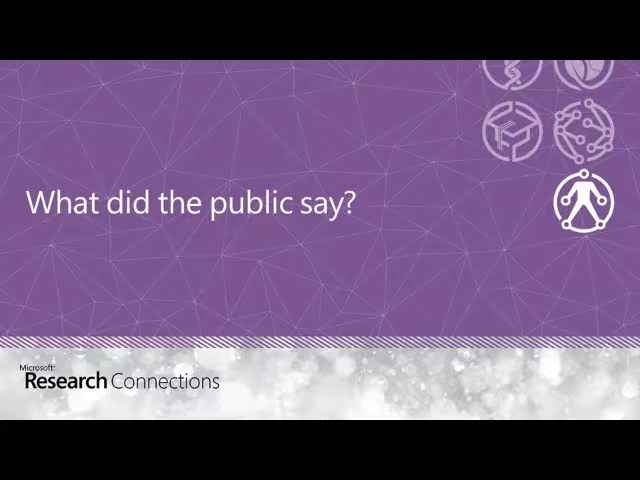 What did the public say?
Microsoft
Research Connections